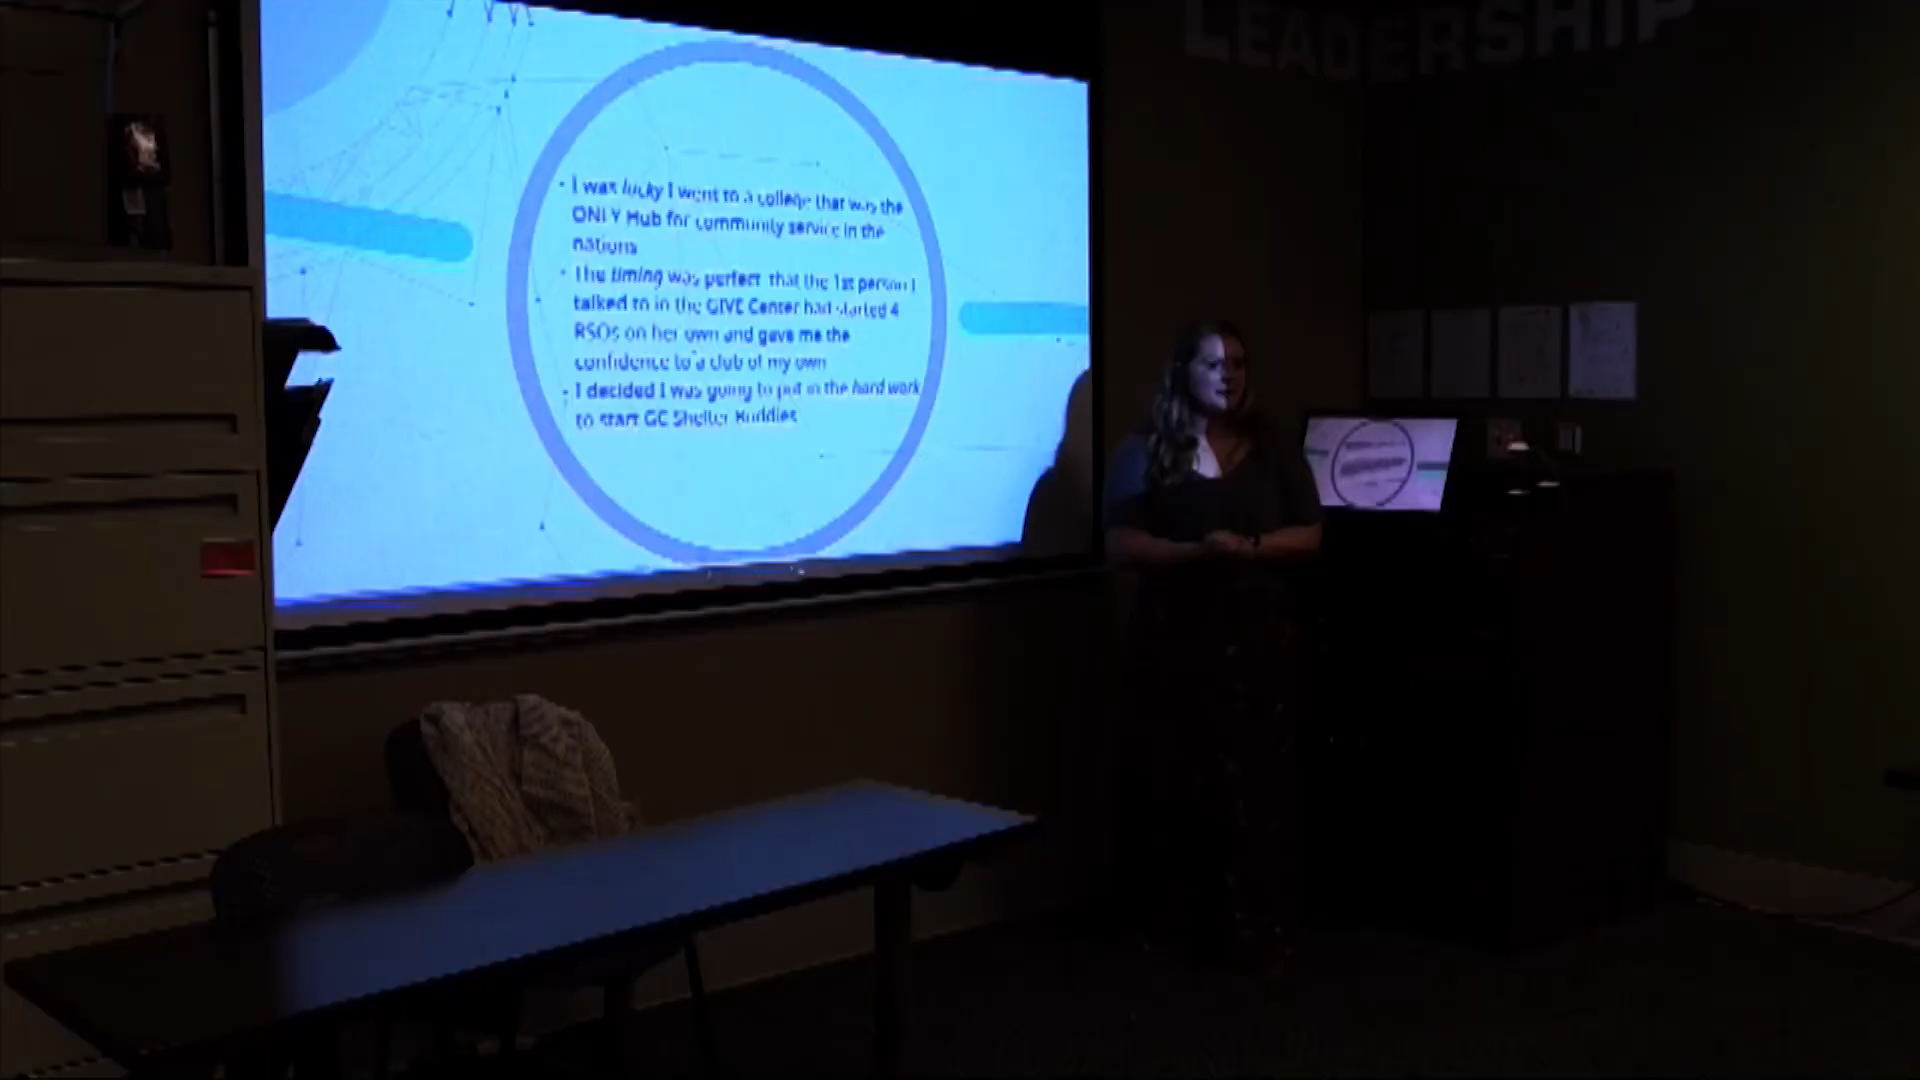 LEADERSHIP
• I was lucky I went to a college that was the
ONLY Hub for community service in the
nations
• The timing was perfect that the 1st person I
talked to in the GIVE Center had started 4
RSOs on her own and gave me the
confidence to a club of my own
• I decided I was going to put in the hard work
to start GC Shelter Buddies